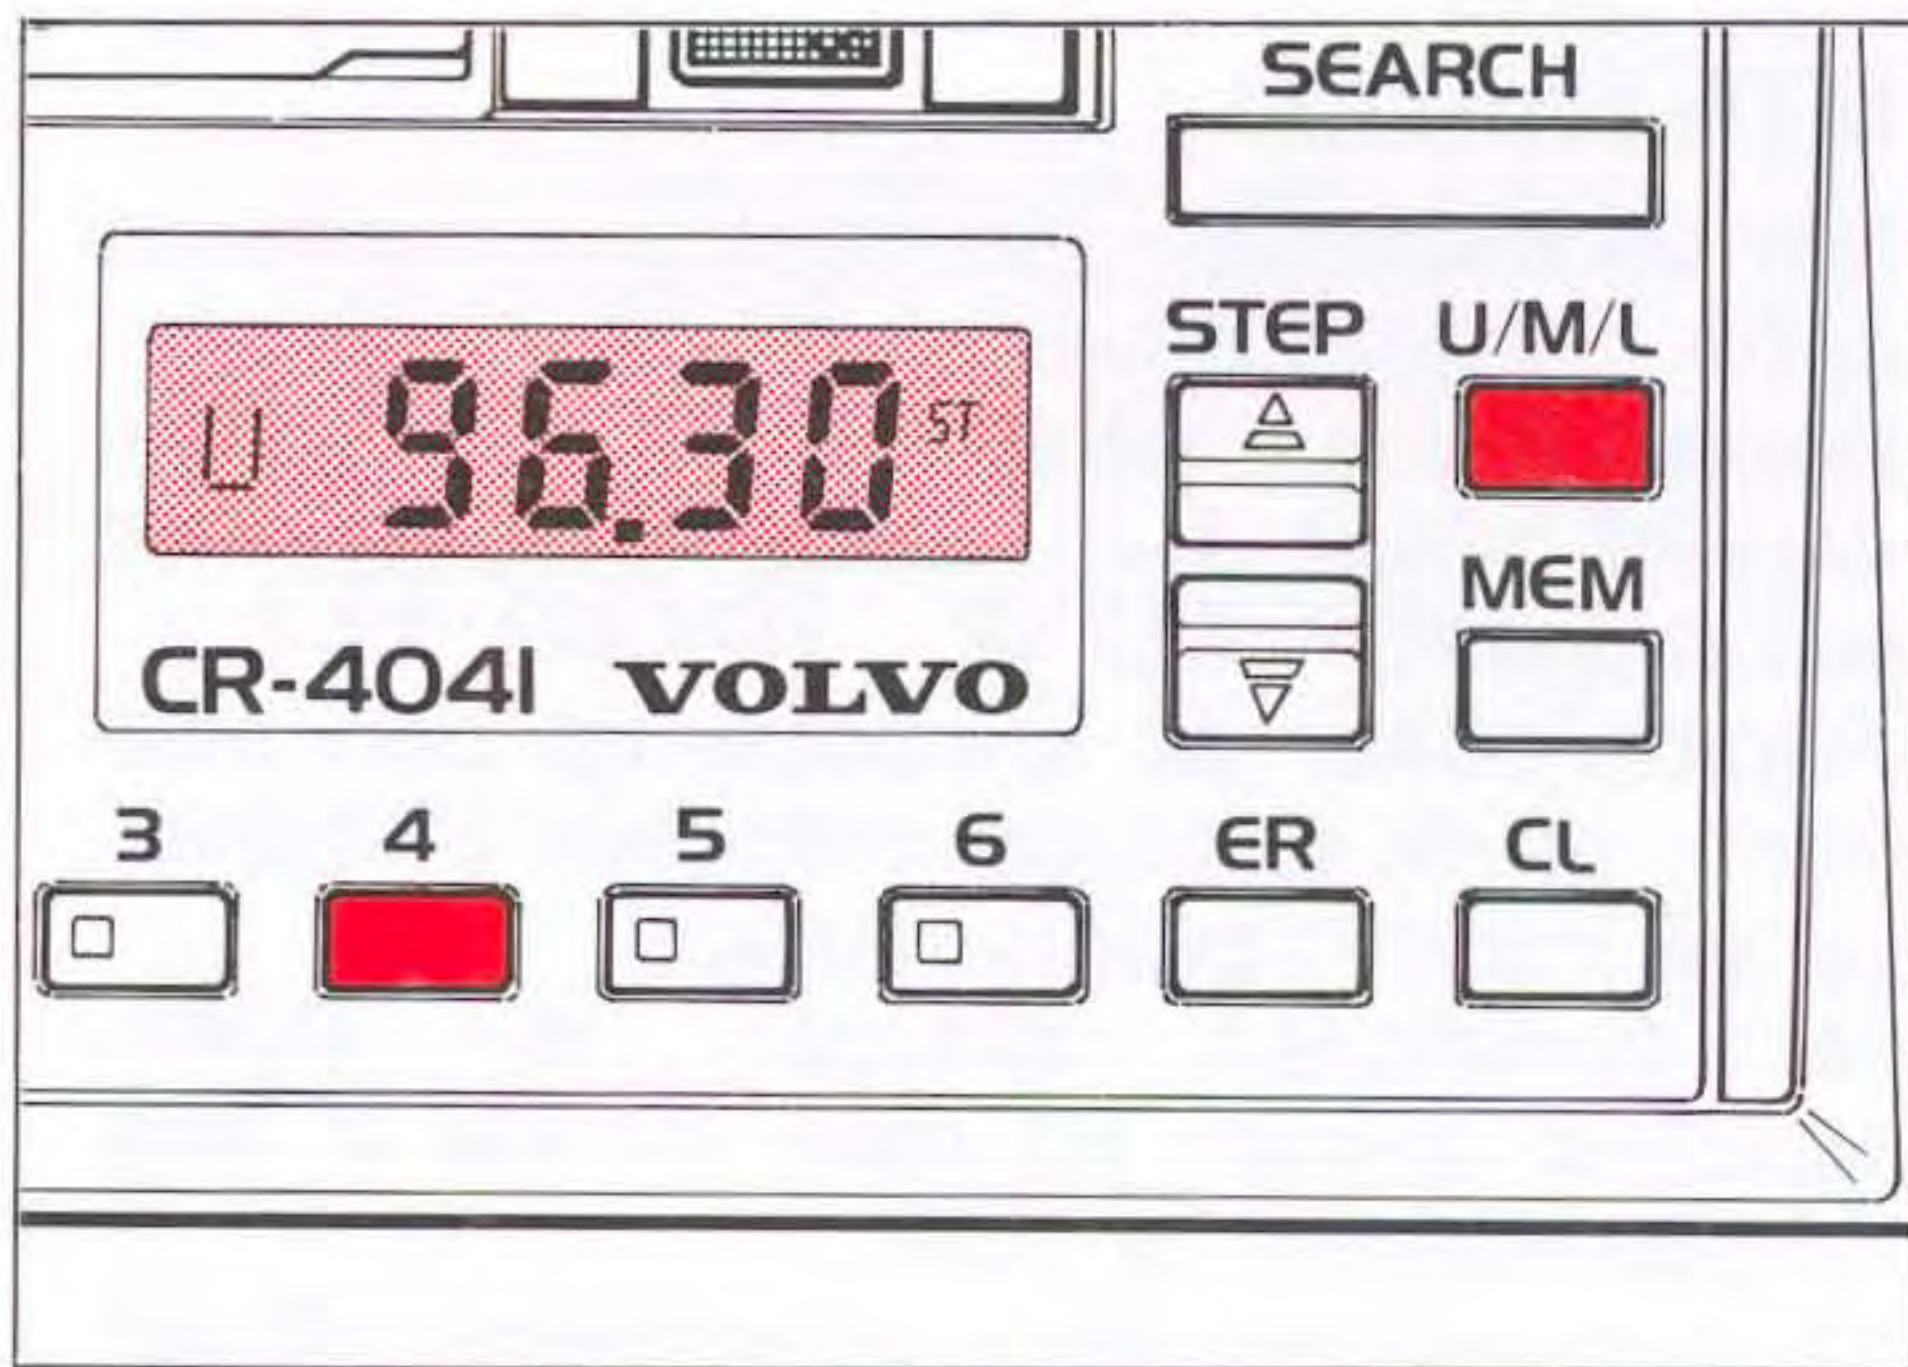 SEARCH
STEP U/M/L
U 96.30 ST
MEM
CR-4041 VOLVO
3 4 5 6 ER CL